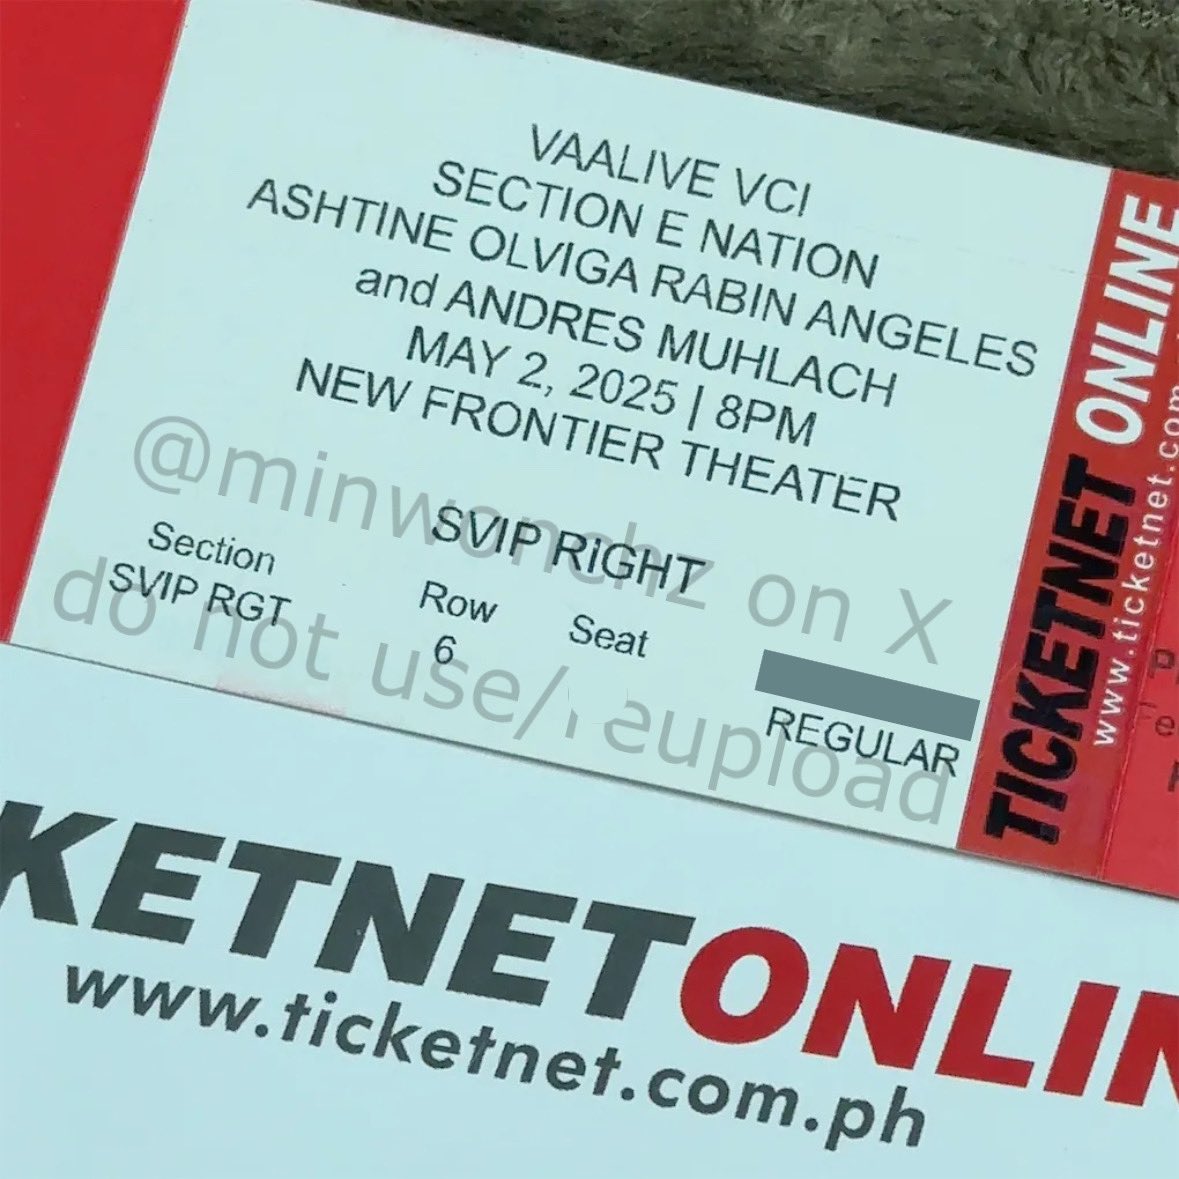 VAALIVE VCI
SECTION E NATION
ASHTINE OLVIGA RABIN ANGELES
and ANDRES MUHLACH
MAY 2, 2025 | 8PM
NEW FRONTIER THEATER
SVIP RIGHT
Section Row Seat
SVIP RGT 6
REGULAR
@minwonchz on X
do not use/reupload
TICKETNET ONLINE
www.ticketnet.com.
KETNETONLIN
www.ticketnet.com.ph